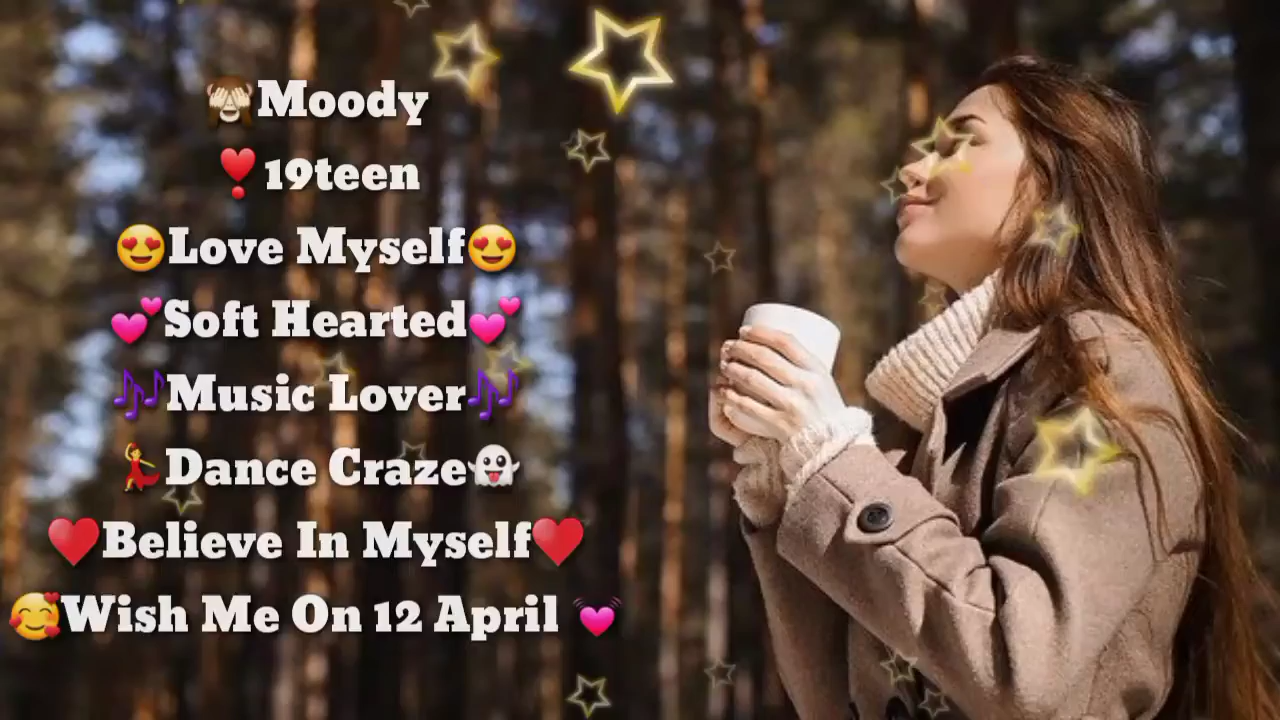 🙈Moody
❣️19teen
😍Love Myself😍
💕Soft Hearted💕
🎶Music Lover🎶
💃Dance Craze👻
♥️Believe In Myself♥️
🥰Wish Me On 12 April 💓